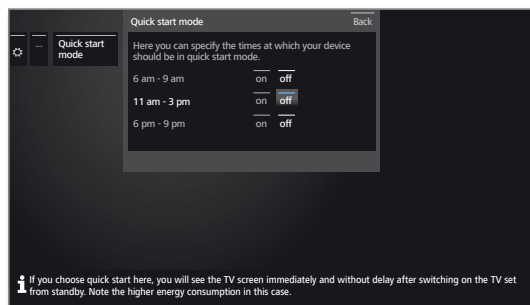 Quick start mode
Back
...
Quick start
mode
Here you can specify the times at which your device
should be in quick start mode.
6 am - 9 am on off
11 am - 3 pm on off
6 pm - 9 pm on off
If you choose quick start here, you will see the TV screen immediately and without delay after switching on the TV set
from standby. Note the higher energy consumption in this case.